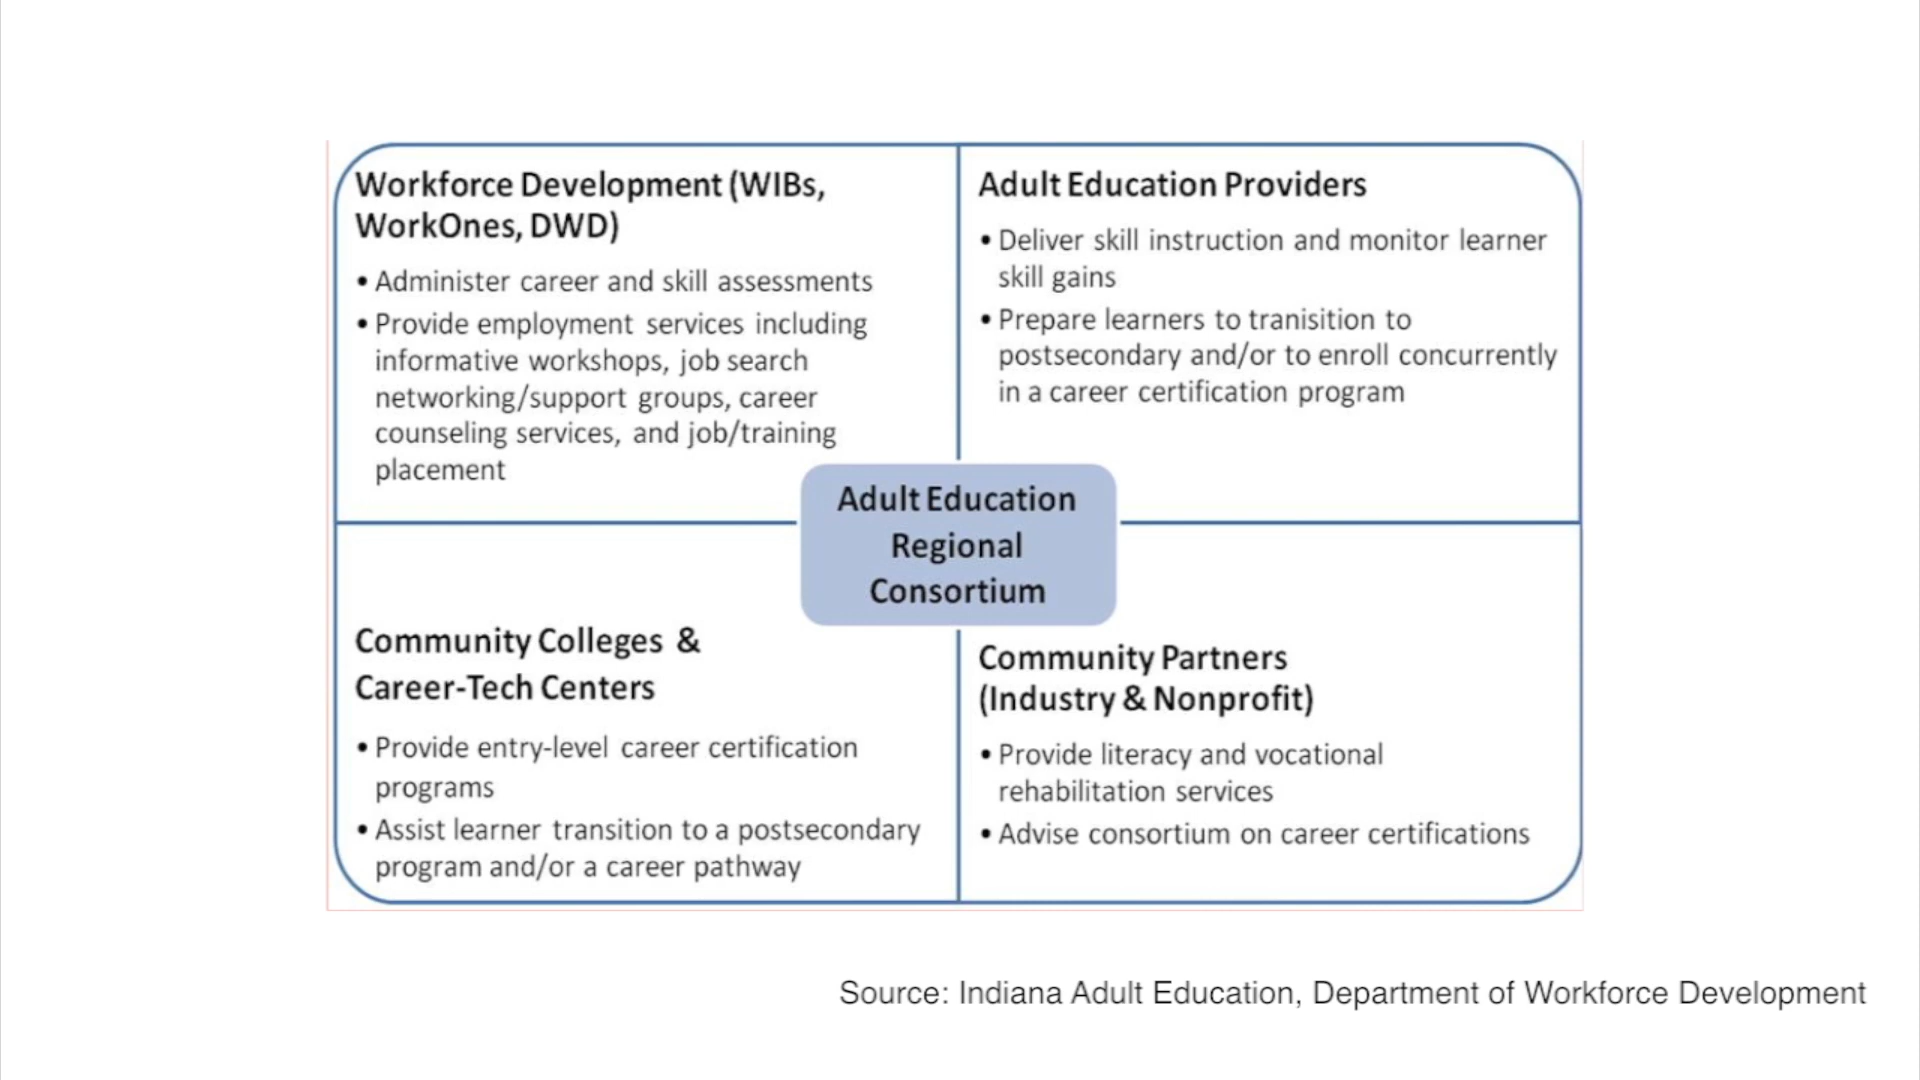 Workforce Development (WIBs,
WorkOnes, DWD)
• Administer career and skill assessments
• Provide employment services including
informative workshops, job search
networking/support groups, career
counseling services, and job/training
placement
Adult Education Providers
• Deliver skill instruction and monitor learner
skill gains
• Prepare learners to tranisition to
postsecondary and/or to enroll concurrently
in a career certification program
Adult Education
Regional
Consortium
Community Colleges &
Career-Tech Centers
• Provide entry-level career certification
programs
• Assist learner transition to a postsecondary
program and/or a career pathway
Community Partners
(Industry & Nonprofit)
• Provide literacy and vocational
rehabilitation services
• Advise consortium on career certifications
Source: Indiana Adult Education, Department of Workforce Development